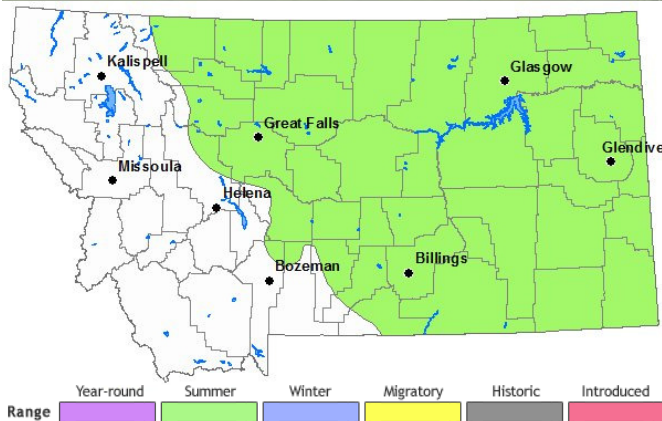 Kalispell
Glasgow
Great Falls
Glendive
Missoula
Helena
Bozeman
Billings
Year-round Summer Winter Migratory Historic Introduced
Range